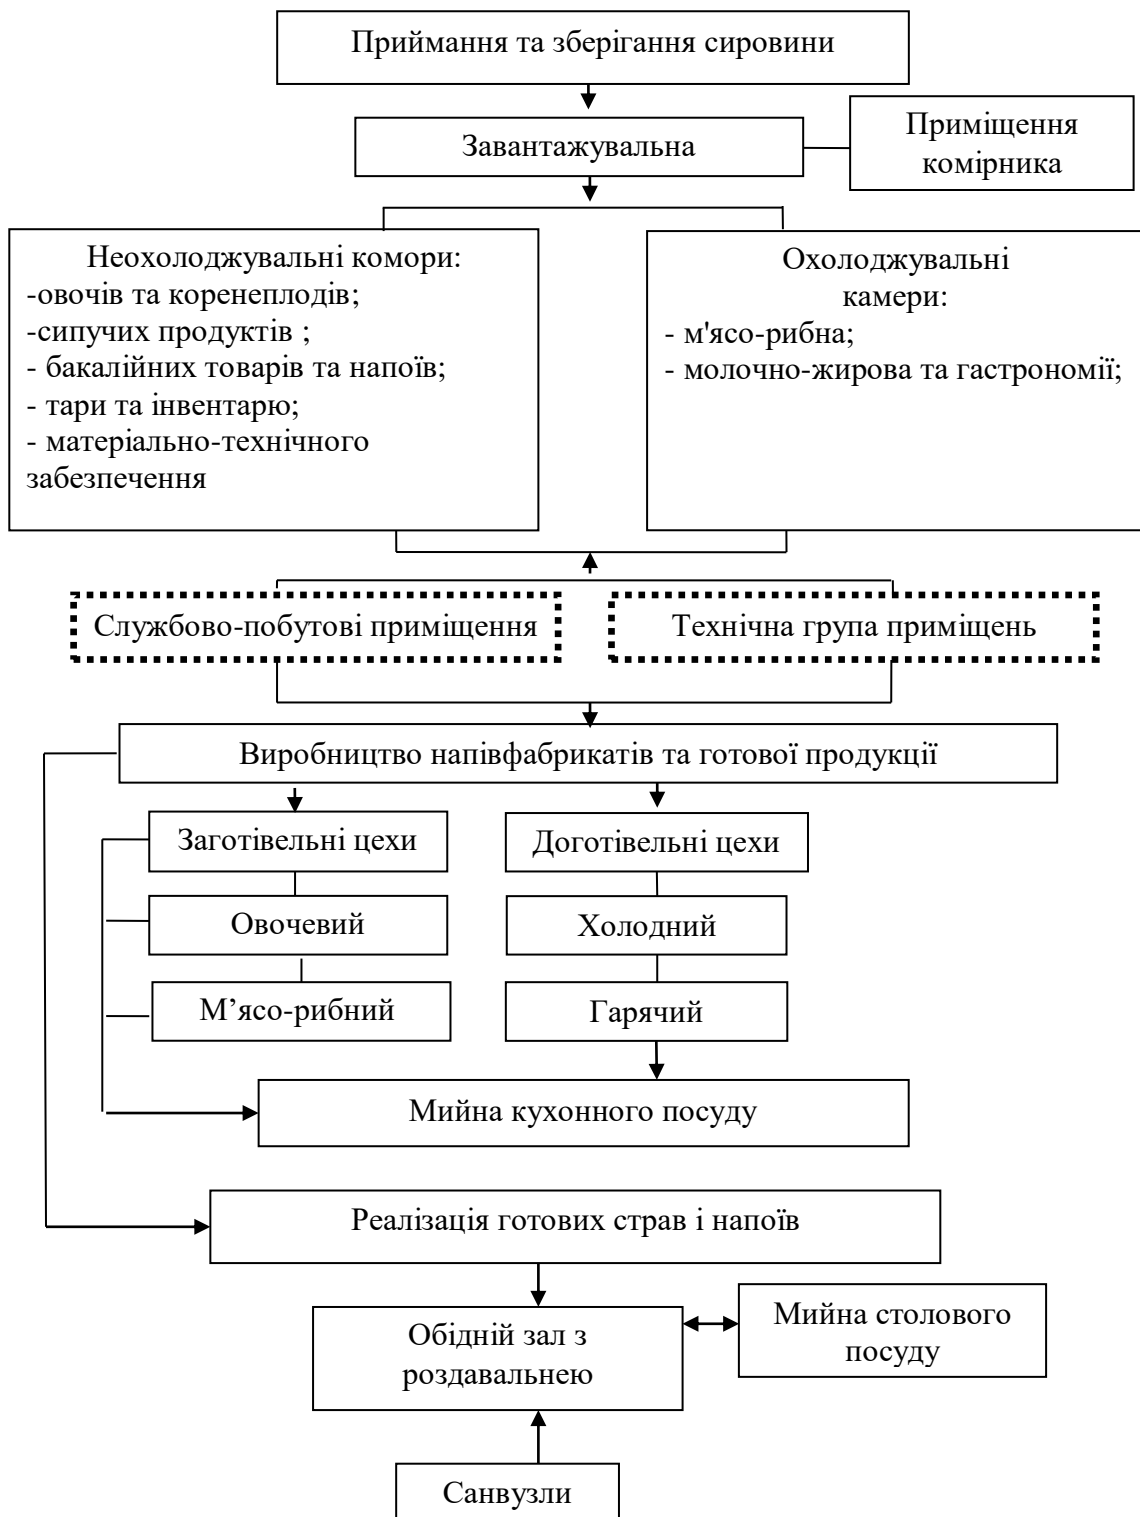 Приймання та зберігання сировини
Завантажувальна
Приміщення
комірника
Неохолоджувальні комори:
-овочів та коренеплодів;
-сипучих продуктів ;
- бакалійних товарів та напоїв;
- тари та інвентарю;
- матеріально-технічного
забезпечення
Охолоджувальні
камери:
- м'ясо-рибна;
- молочно-жирова та гастрономії;
Службово-побутові приміщення
Технічна група приміщень
Виробництво напівфабрикатів та готової продукції
Заготівельні цехи
Доготівельні цехи
Овочевий
Холодний
М’ясо-рибний
Гарячий
Мийна кухонного посуду
Реалізація готових страв і напоїв
Обідній зал з
роздавальнею
Мийна столового
посуду
Санвузли